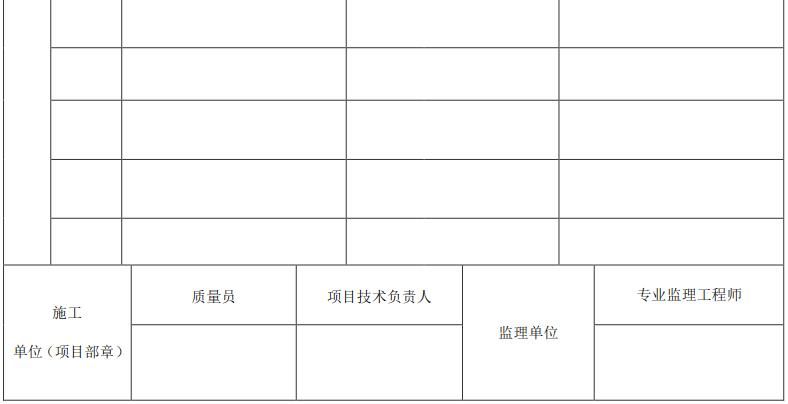 质量员
项目技术负责人
专业监理工程师
施工
单位（项目部章）
监理单位